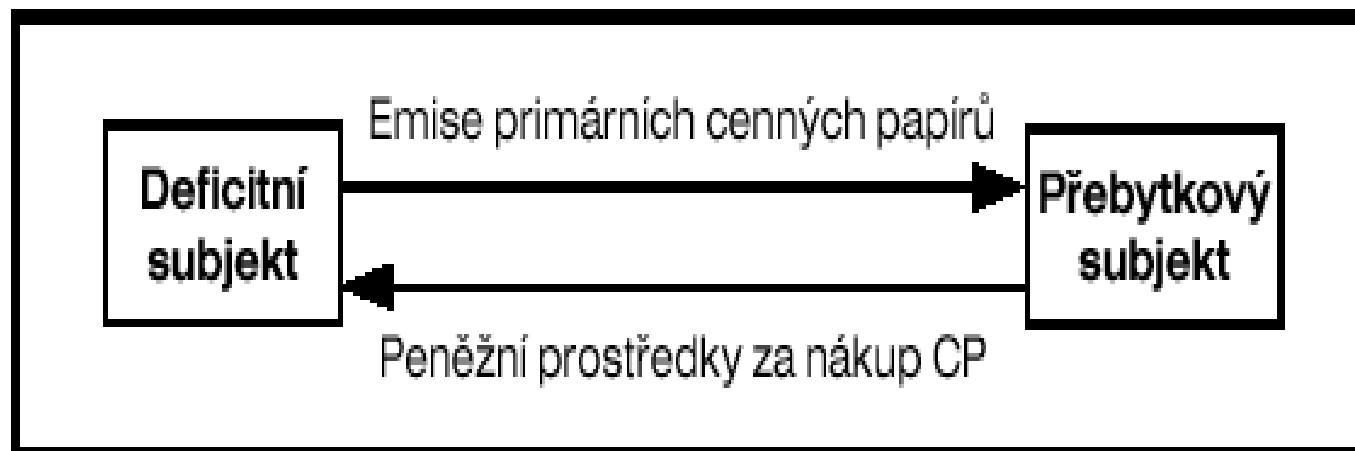 Emise primárních cenných papírů
Deficitní
subjekt
Přebytkový
subjekt
Peněžní prostředky za nákup CP